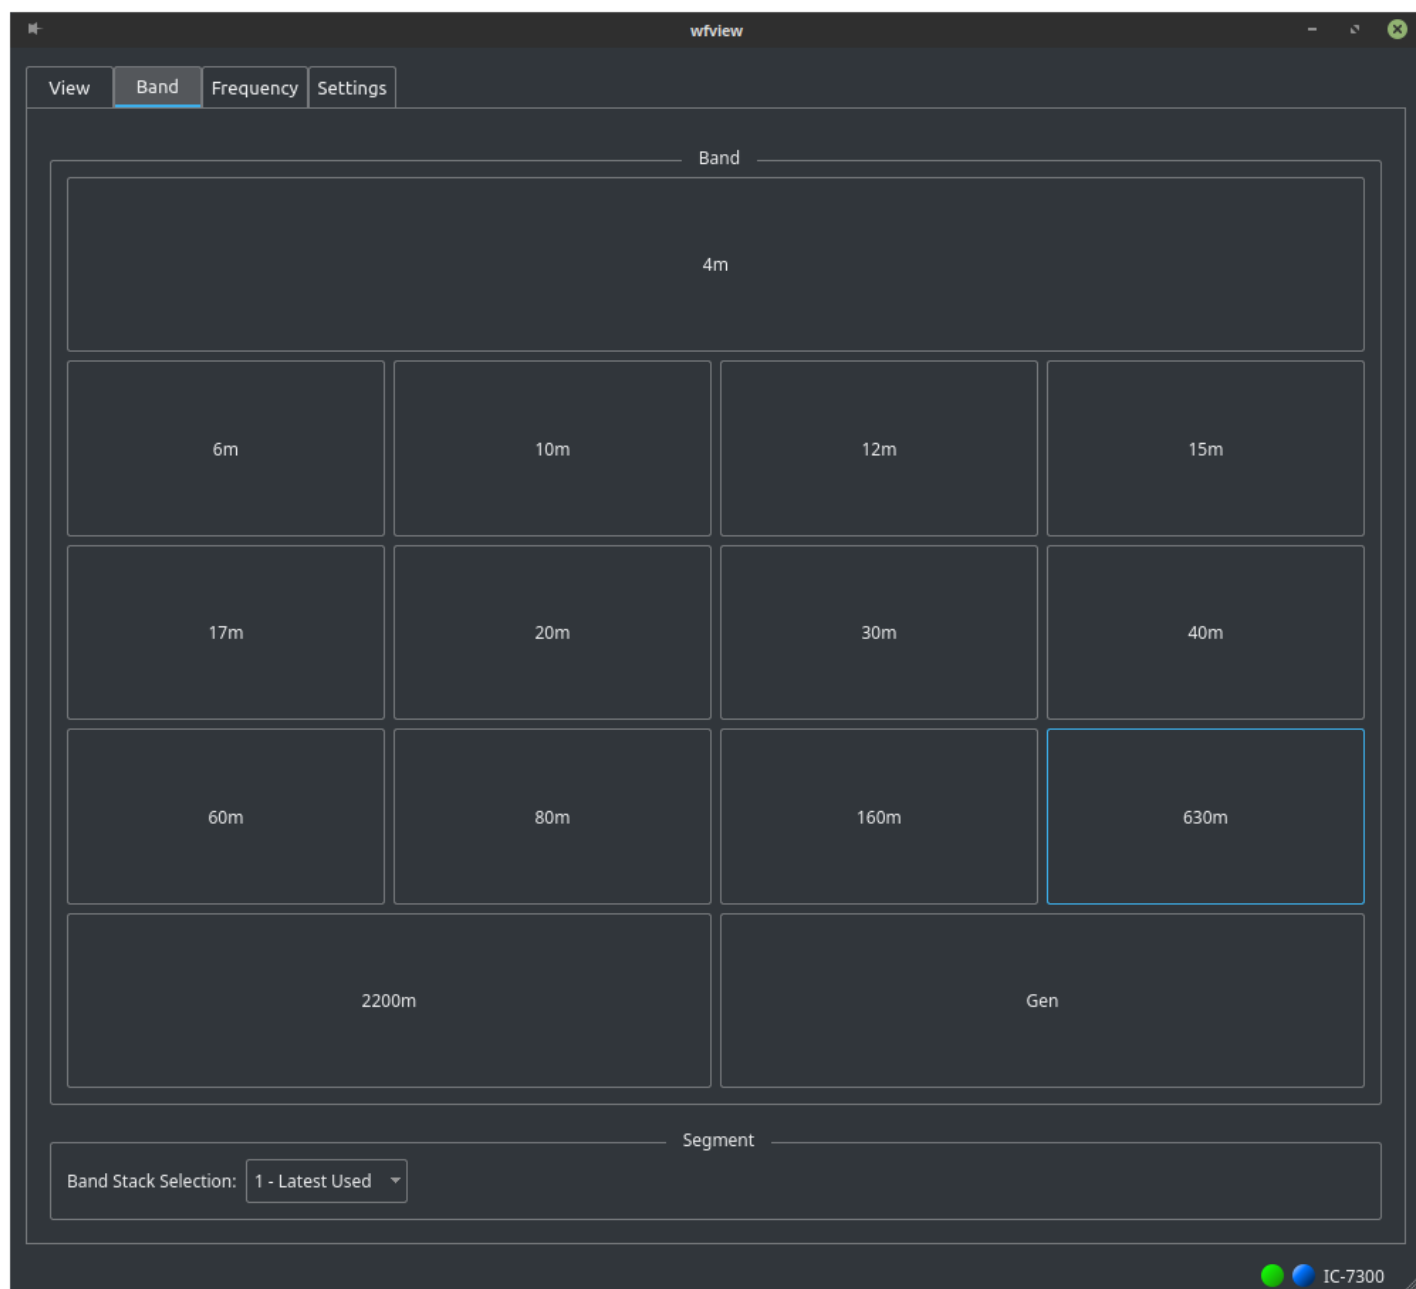 wfview
View Band Frequency Settings
Band
4m
6m 10m 12m 15m
17m 20m 30m 40m
60m 80m 160m 630m
2200m Gen
Segment
Band Stack Selection: 1 - Latest Used
IC-7300